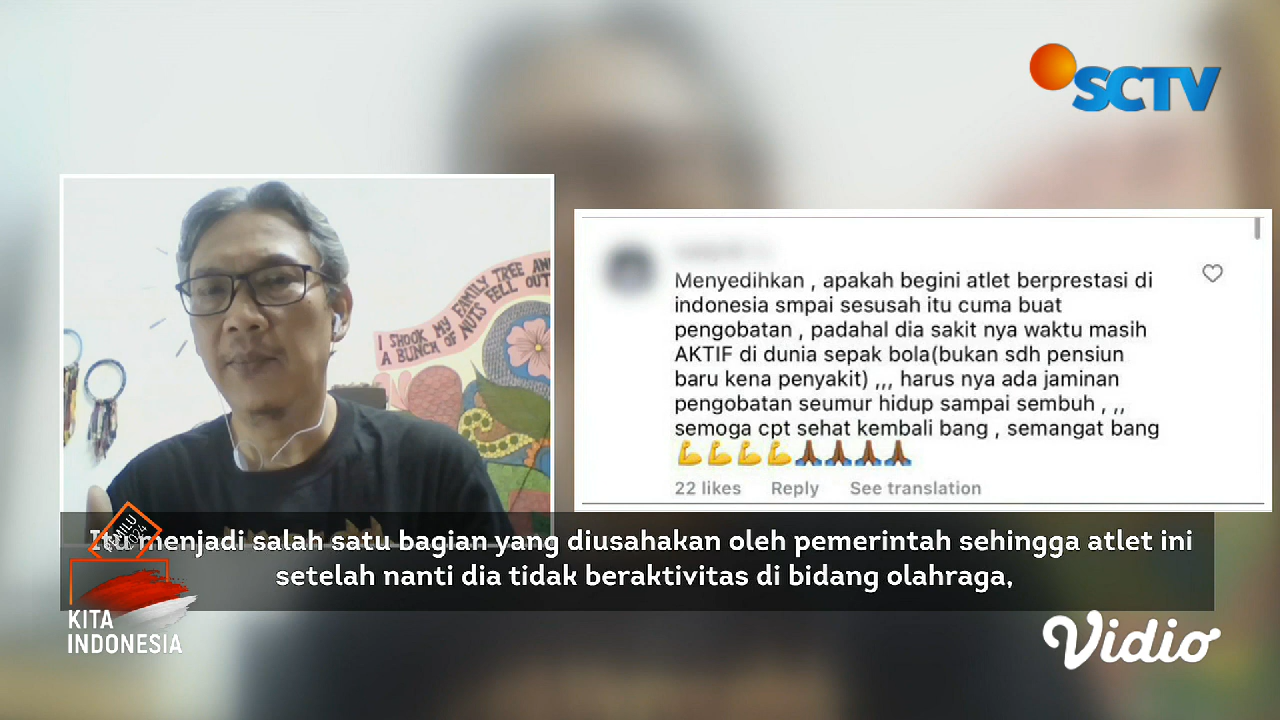 SCTV
I SHOOK MY FAMILY TREE AND
A BUNCH OF NUTS FELL OUT
Menyedihkan , apakah begini atlet berprestasi di
indonesia smpai sesusah itu cuma buat
pengobatan , padahal dia sakit nya waktu masih
AKTIF di dunia sepak bola(bukan sdh pensiun
baru kena penyakit) ,,, harus nya ada jaminan
pengobatan seumur hidup sampai sembuh , ,,
semoga cpt sehat kembali bang , semangat bang
💪💪💪💪🙏🏾🙏🏾🙏🏾🙏🏾
22 likes Reply See translation
PEMILU
2024
Itu menjadi salah satu bagian yang diusahakan oleh pemerintah sehingga atlet ini
setelah nanti dia tidak beraktivitas di bidang olahraga,
KITA
INDONESIA
Vidio